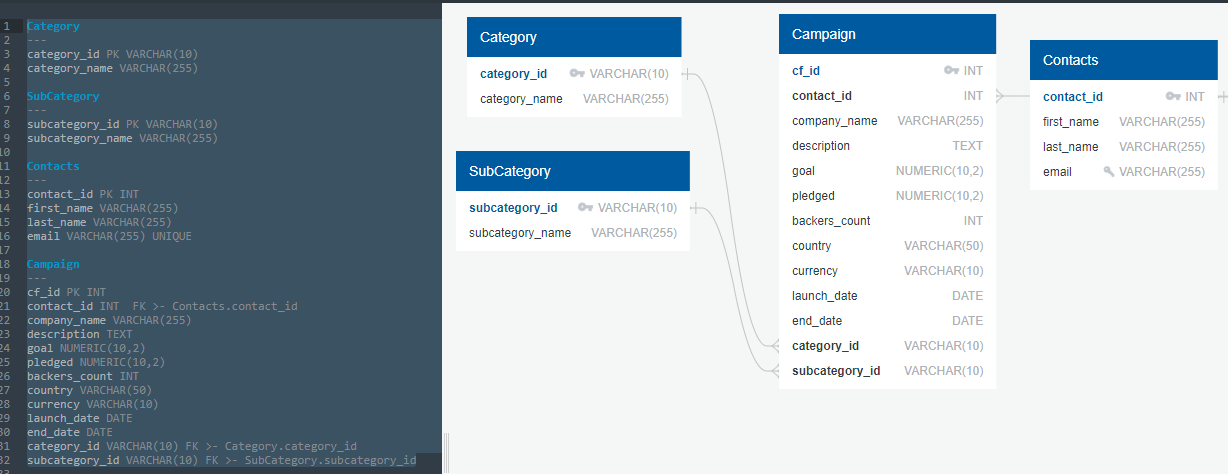 1 Category
2 ---
3 category_id PK VARCHAR(10)
4 category_name VARCHAR(255)
5
6 SubCategory
7 ---
8 subcategory_id PK VARCHAR(10)
9 subcategory_name VARCHAR(255)
10
11 Contacts
12 ---
13 contact_id PK INT
14 first_name VARCHAR(255)
15 last_name VARCHAR(255)
16 email VARCHAR(255) UNIQUE
17
18 Campaign
19 ---
20 cf_id PK INT
21 contact_id INT  FK >- Contacts.contact_id
22 company_name VARCHAR(255)
23 description TEXT
24 goal NUMERIC(10,2)
25 pledged NUMERIC(10,2)
26 backers_count INT
27 country VARCHAR(50)
28 currency VARCHAR(10)
29 launch_date DATE
30 end_date DATE
31 category_id VARCHAR(10) FK >- Category.category_id
32 subcategory_id VARCHAR(10) FK >- SubCategory.subcategory_id
Category
category_id VARCHAR(10)
category_name VARCHAR(255)
SubCategory
subcategory_id VARCHAR(10)
subcategory_name VARCHAR(255)
Campaign
cf_id INT
contact_id INT
company_name VARCHAR(255)
description TEXT
goal NUMERIC(10,2)
pledged NUMERIC(10,2)
backers_count INT
country VARCHAR(50)
currency VARCHAR(10)
launch_date DATE
end_date DATE
category_id VARCHAR(10)
subcategory_id VARCHAR(10)
Contacts
contact_id INT
first_name VARCHAR(255)
last_name VARCHAR(255)
email VARCHAR(255)